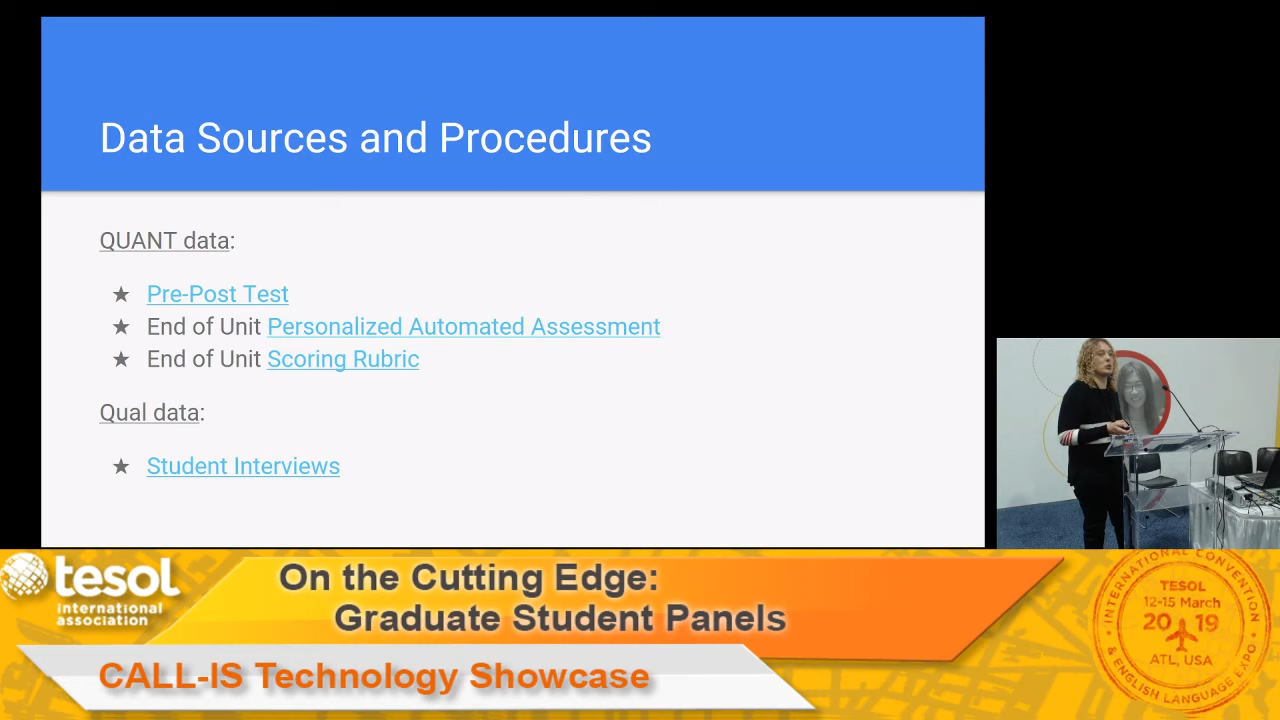 Data Sources and Procedures
QUANT data:
★ Pre-Post Test
★ End of Unit Personalized Automated Assessment
★ End of Unit Scoring Rubric
Qual data:
★ Student Interviews
tesol
international
association
On the Cutting Edge:
Graduate Student Panels
CALL-IS Technology Showcase
INTERNATIONAL CONVENTION
TESOL
12-15 March
20 19
ATL, USA
& ENGLISH LANGUAGE EXPO